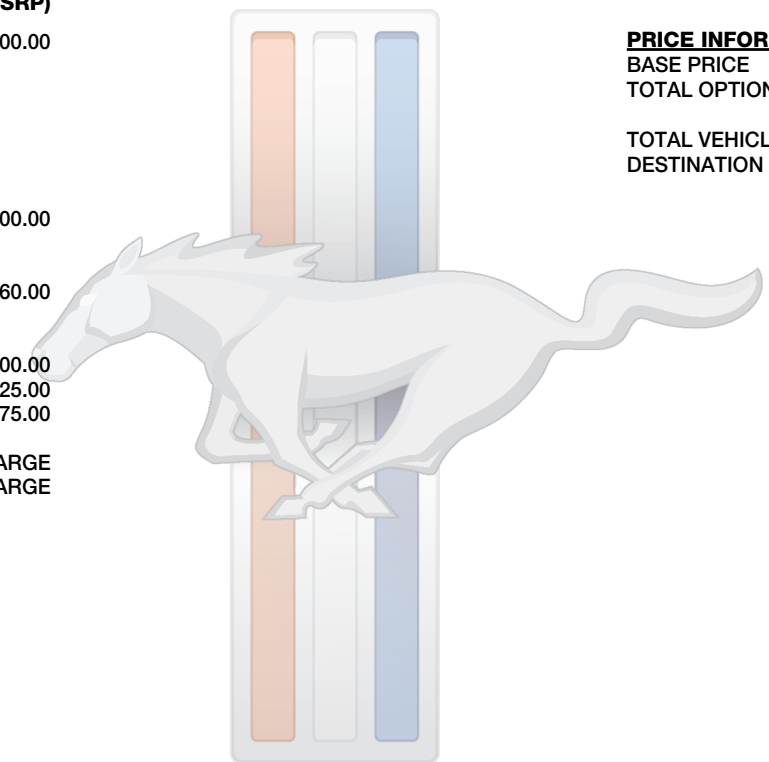 SRP)
00.00
00.00
60.00
00.00
25.00
75.00
ARGE
ARGE
PRICE INFOR
BASE PRICE
TOTAL OPTION
TOTAL VEHICL
DESTINATION